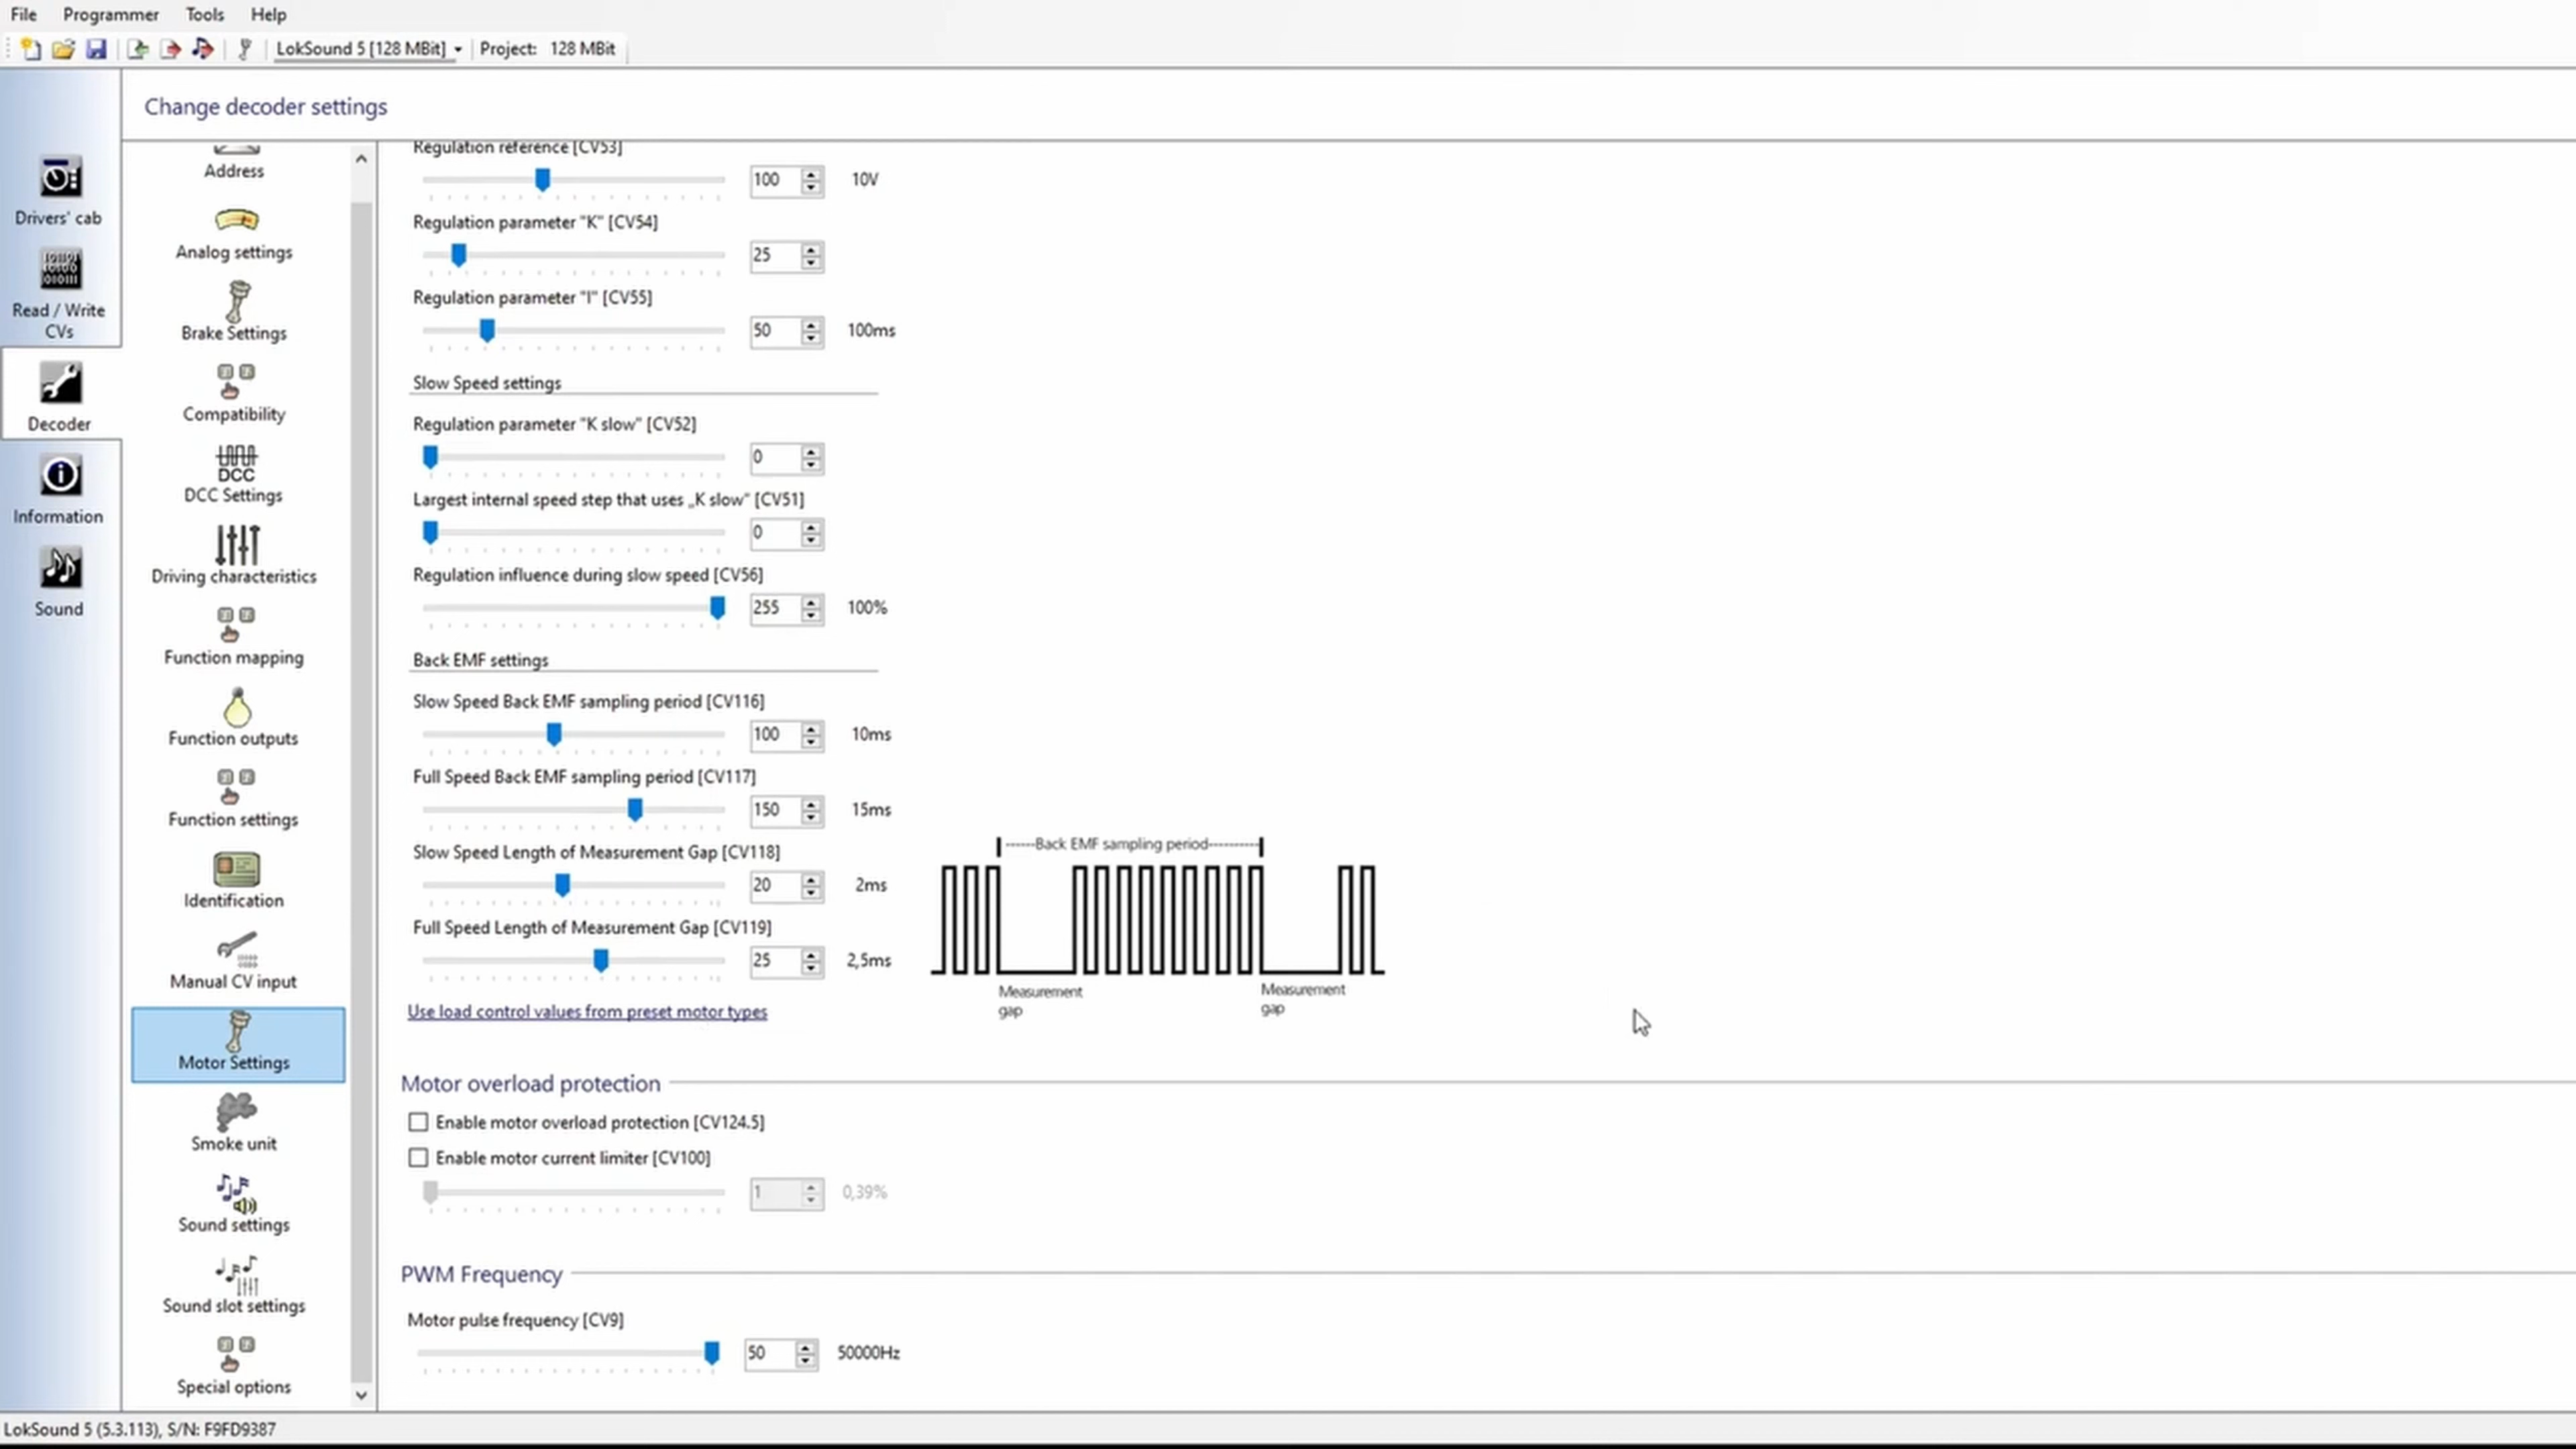 File Programmer Tools Help
LokSound 5 [128 MBit] Project: 128 MBit
Change decoder settings
Drivers' cab
Read / Write
CVs
Decoder
Information
Sound
Address
Analog settings
Brake Settings
Compatibility
DCC
DCC Settings
Driving characteristics
Function mapping
Function outputs
Function settings
Identification
Manual CV input
Motor Settings
Smoke unit
Sound settings
Sound slot settings
Special options
Regulation reference [CV53]
100 10V
Regulation parameter "K" [CV54]
25
Regulation parameter "I" [CV55]
50 100ms
Slow Speed settings
Regulation parameter "K slow" [CV52]
0
Largest internal speed step that uses „K slow" [CV51]
0
Regulation influence during slow speed [CV56]
255 100%
Back EMF settings
Slow Speed Back EMF sampling period [CV116]
100 10ms
Full Speed Back EMF sampling period [CV117]
150 15ms
Slow Speed Length of Measurement Gap [CV118]
20 2ms
Full Speed Length of Measurement Gap [CV119]
25 2,5ms
Back EMF sampling period
Measurement
gap
Measurement
gap
Use load control values from preset motor types
Motor overload protection
Enable motor overload protection [CV124.5]
Enable motor current limiter [CV100]
1 0,39%
PWM Frequency
Motor pulse frequency [CV9]
50 50000Hz
LokSound 5 (5.3.113), S/N: F9FD9387